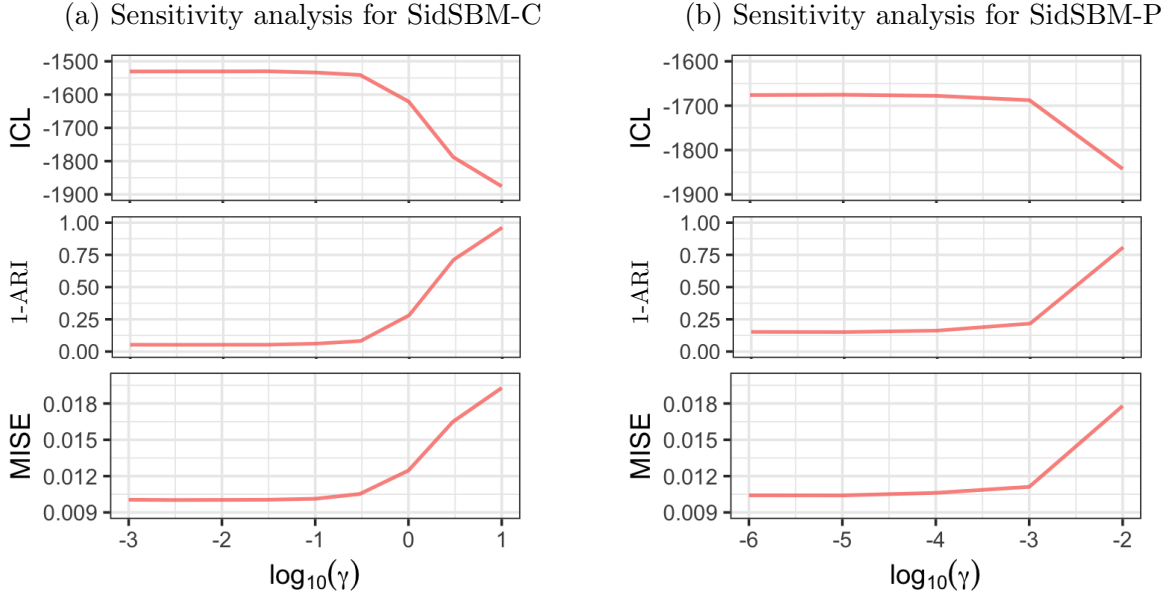 (a) Sensitivity analysis for SidSBM-C
ICL
-1500
-1600
-1700
-1800
-1900
1-ARI
1.00
0.75
0.50
0.25
0.00
MISE
0.018
0.015
0.012
0.009
-3 -2 -1 0 1
log₁₀(γ)
(b) Sensitivity analysis for SidSBM-P
ICL
-1600
-1700
-1800
-1900
1-ARI
1.00
0.75
0.50
0.25
0.00
MISE
0.018
0.015
0.012
0.009
-6 -5 -4 -3 -2
log₁₀(γ)